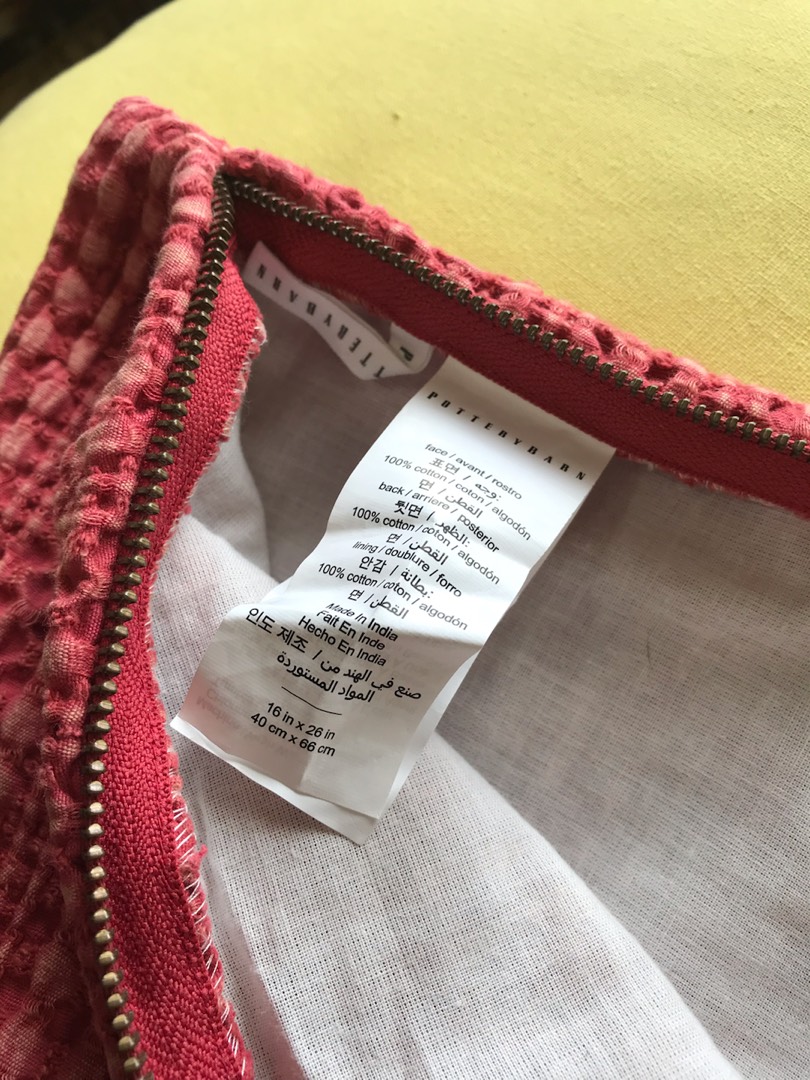 POTTERYBARN
P
POTTERYBARN
face / avant / rostro
표면 / وجه:
100% cotton / coton / algodón
면 / القطن
back / arriere / posterior
뒷면 / الظهر:
100% cotton / coton / algodón
면 / القطن
lining / doublure / forro
안감 / بطانة:
100% cotton / coton / algodón
면 / القطن
Made In India
Fait En Inde
Hecho En India
인도 제조 / صنع في الهند من
المواد المستوردة
16 in x 26 in
40 cm x 66 cm